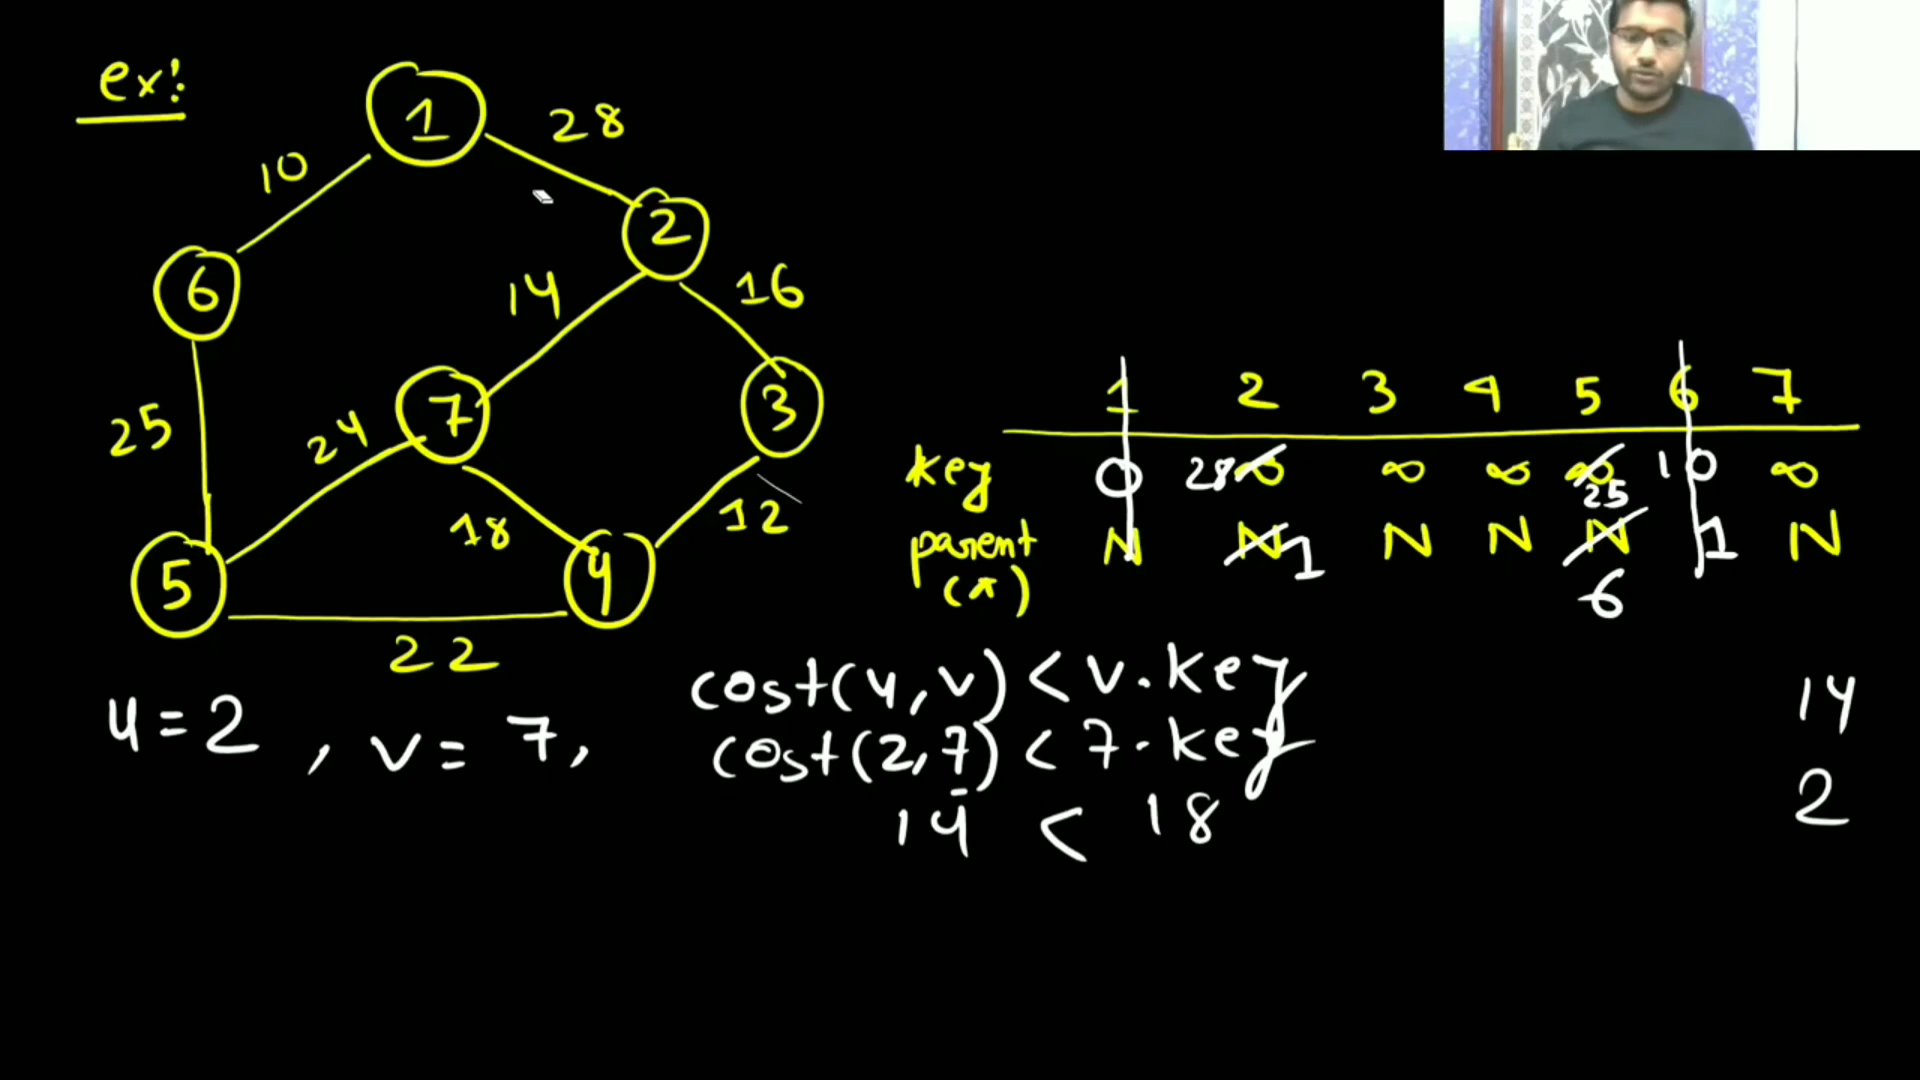 ex:
1
28
10
2
6
14
16
7
3
25
24
18
12
5
4
22
1 2 3 4 5 6 7
key 0 28 ∞ ∞ ∞ ∞ 10 ∞
25
parent N N 1 N N N 1 N
(π) 6
u=2 , v= 7,
cost(u,v) < v.key
cost(2,7) < 7.key
14 < 18
14
2